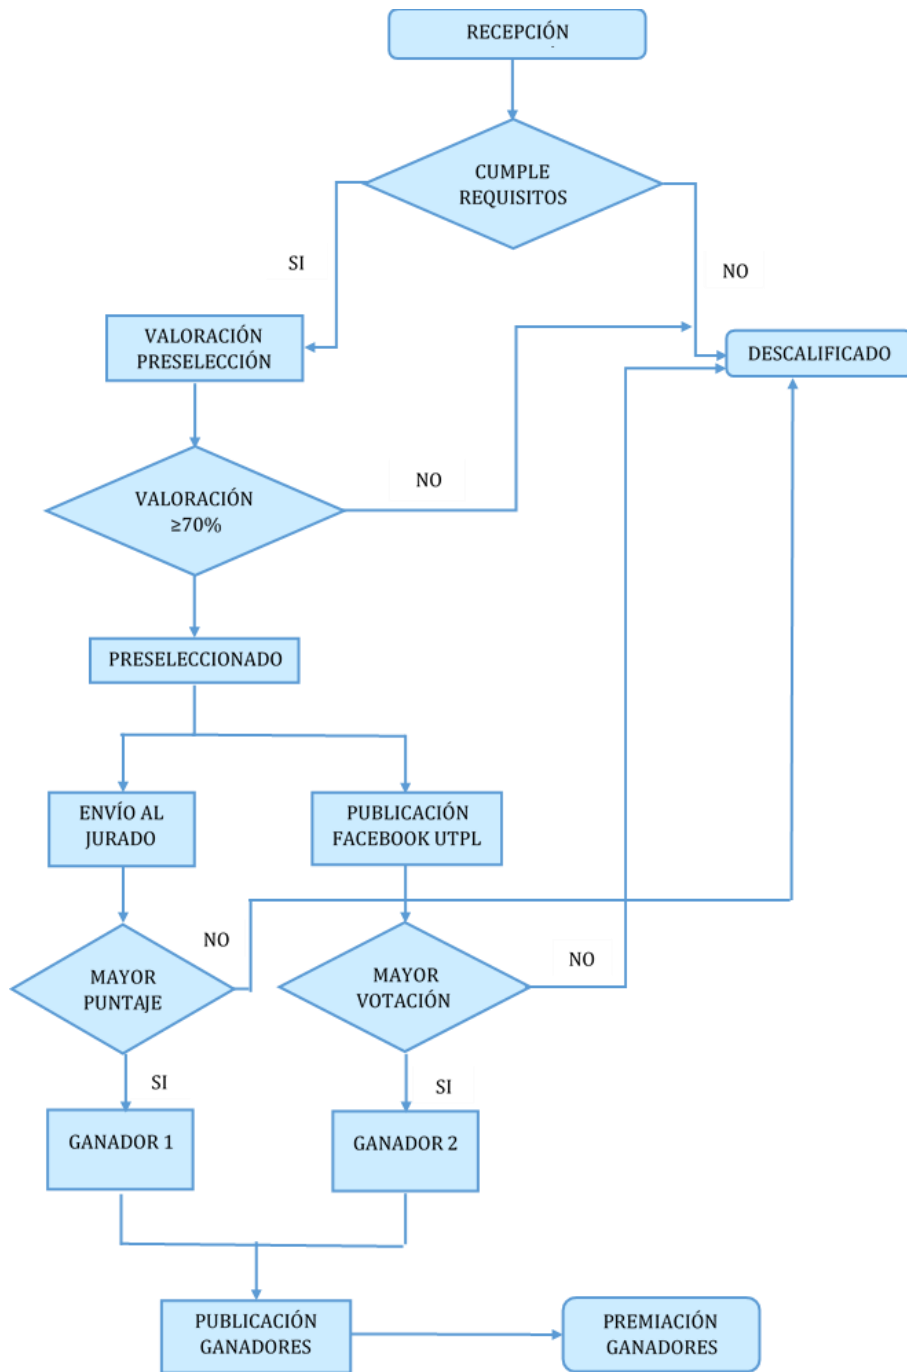 RECEPCIÓN
CUMPLE
REQUISITOS
SI
NO
VALORACIÓN
PRESELECCIÓN
DESCALIFICADO
NO
VALORACIÓN
≥70%
PRESELECCIONADO
ENVÍO AL
JURADO
PUBLICACIÓN
FACEBOOK UTPL
NO
MAYOR
PUNTAJE
MAYOR
VOTACIÓN
NO
SI
SI
GANADOR 1
GANADOR 2
PUBLICACIÓN
GANADORES
PREMIACIÓN
GANADORES